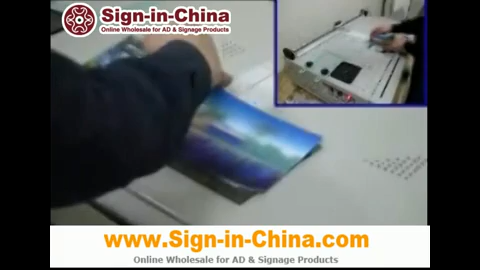 Sign-in-China
Online Wholesale for AD & Signage Products
www.Sign-in-China.com
Online Wholesale for AD & Signage Products